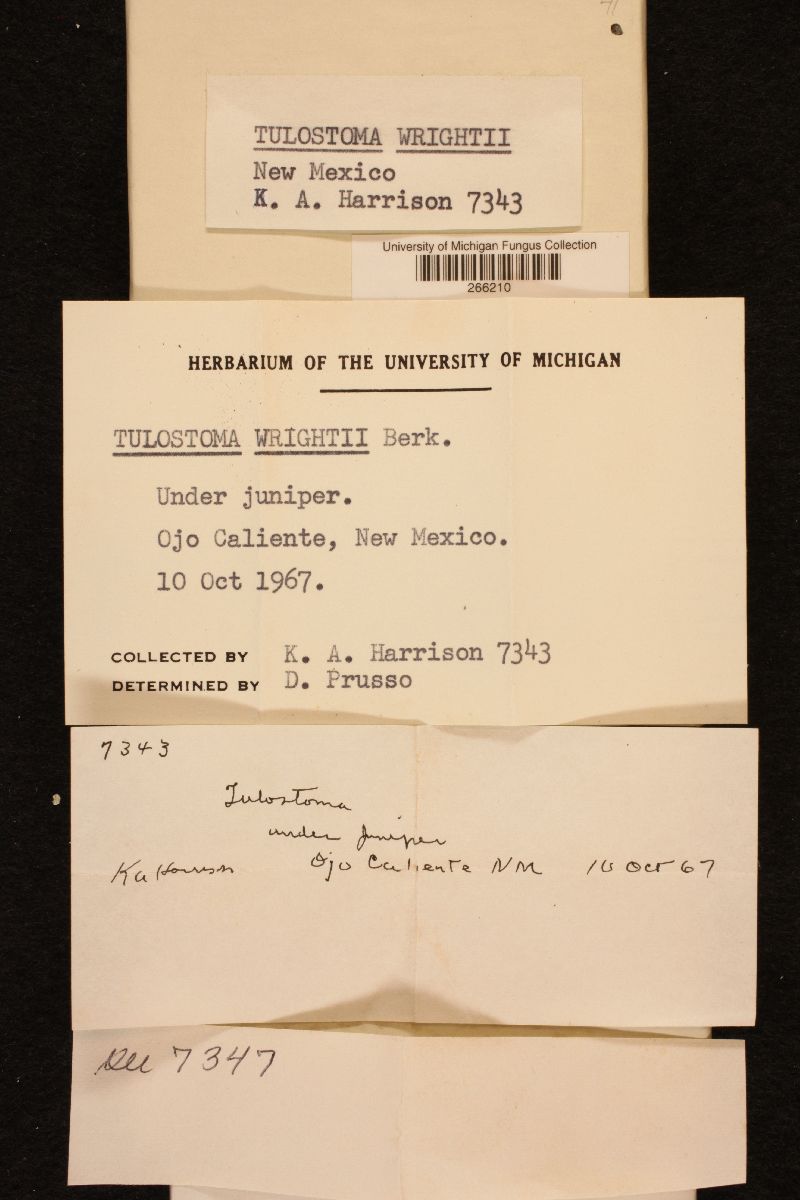 TULOSTOMA WRIGHTII
New Mexico
K. A. Harrison 7343
University of Michigan Fungus Collection
266210
HERBARIUM OF THE UNIVERSITY OF MICHIGAN
TULOSTOMA WRIGHTII Berk.
Under juniper.
Ojo Caliente, New Mexico.
10 Oct 1967.
COLLECTED BY K. A. Harrison 7343
DETERMINED BY D. Prusso
7343
Tulostoma
under juniper
Ka Harrison Ojo Caliente NM 10 Oct 67
7347